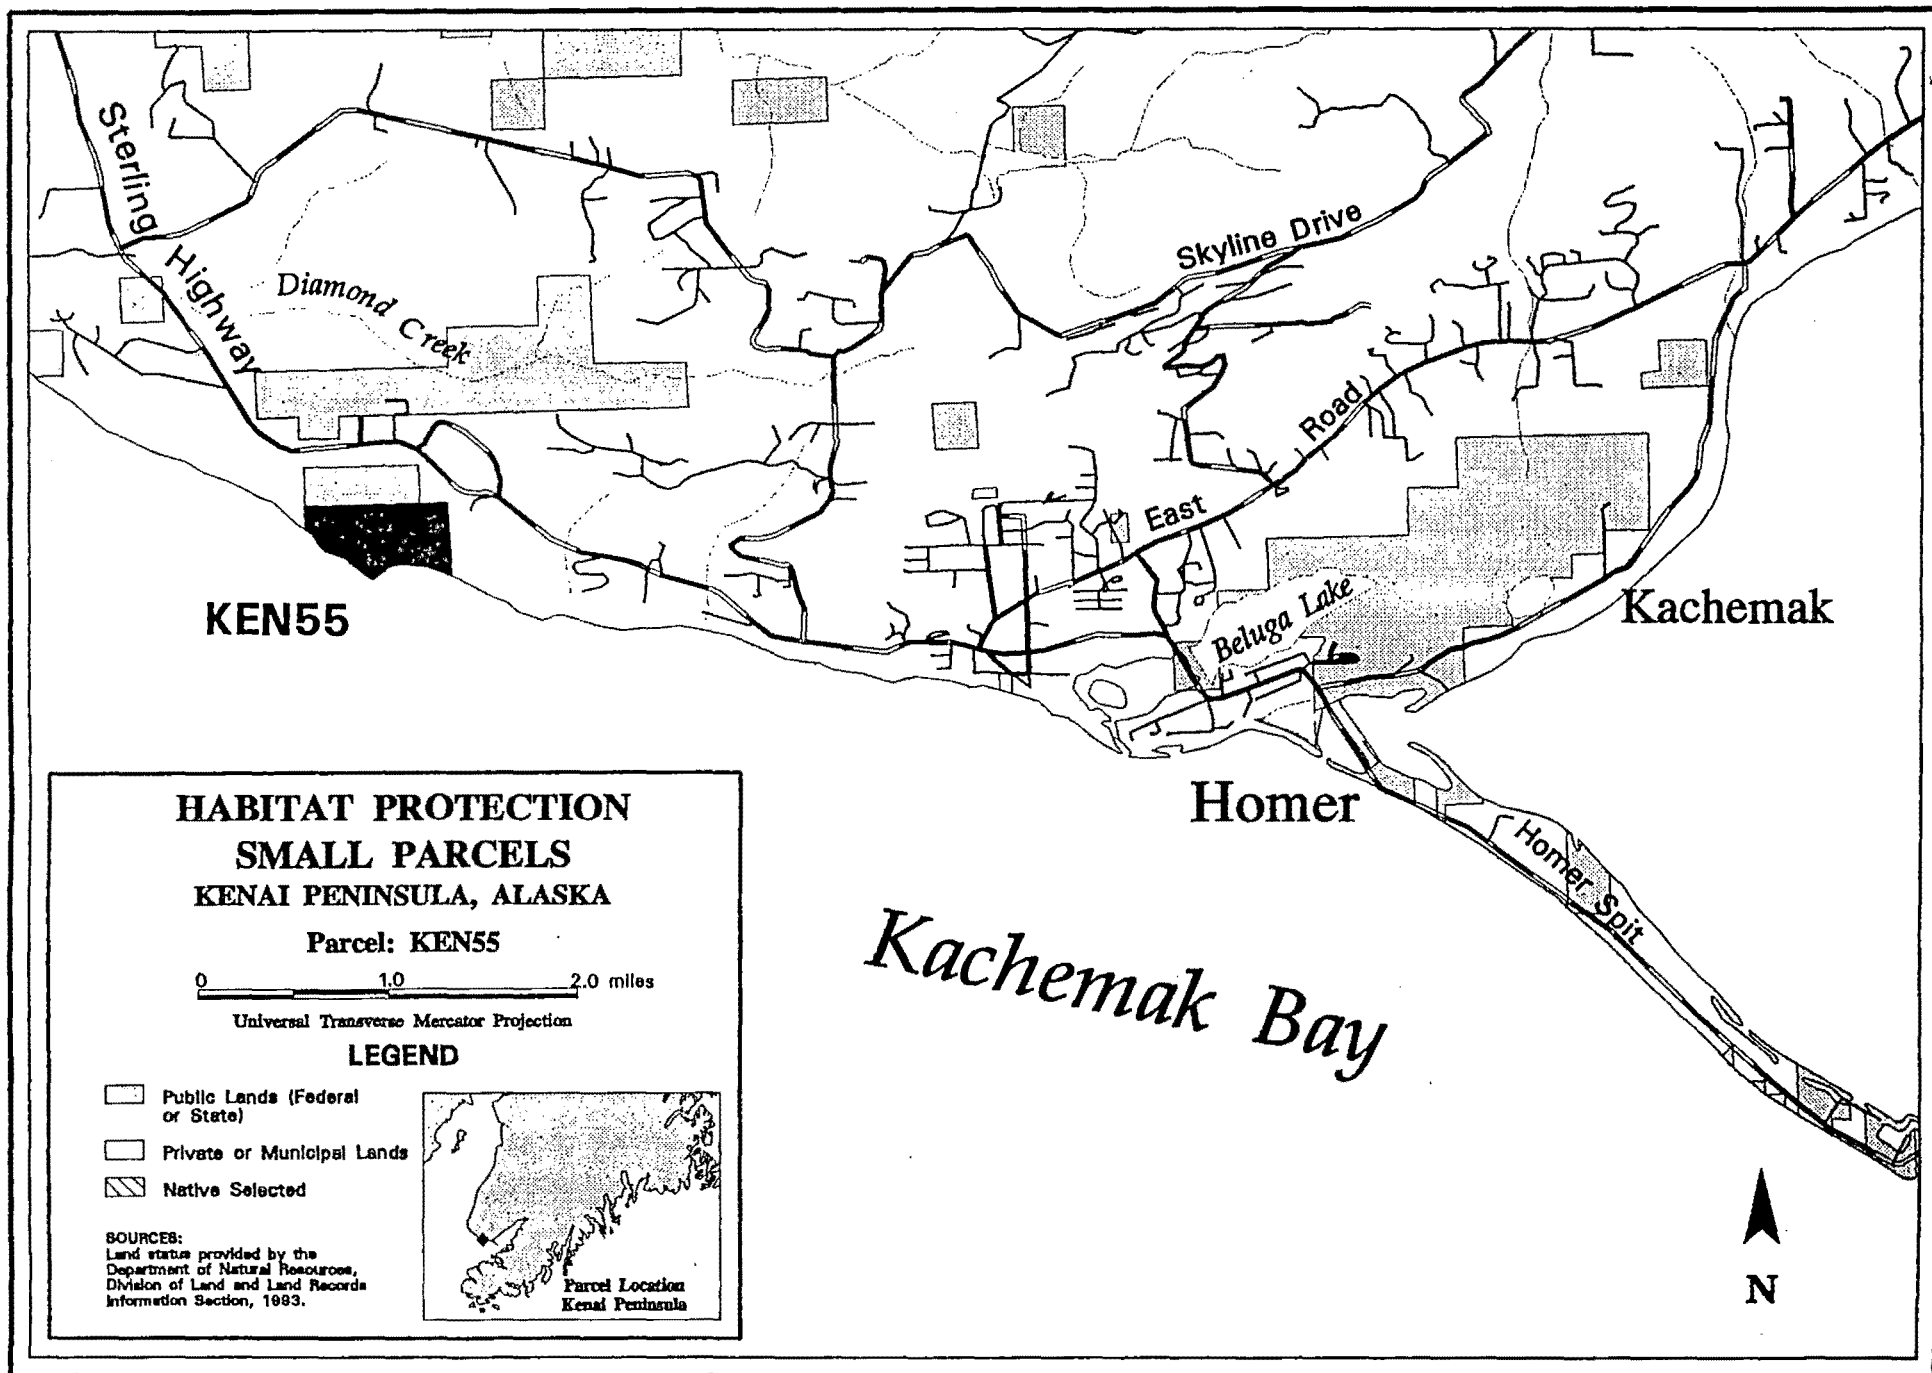 Sterling
Highway
Diamond Creek
Skyline Drive
East Road
Beluga Lake
KEN55
Kachemak
Homer
Homer Spit
Kachemak Bay
HABITAT PROTECTION
SMALL PARCELS
KENAI PENINSULA, ALASKA
Parcel: KEN55
0 1.0 2.0 miles
Universal Transverse Mercator Projection
LEGEND
Public Lands (Federal
or State)
Private or Municipal Lands
Native Selected
SOURCES:
Land status provided by the
Department of Natural Resources,
Division of Land and Land Records
Information Section, 1993.
Parcel Location
Kenai Peninsula
N